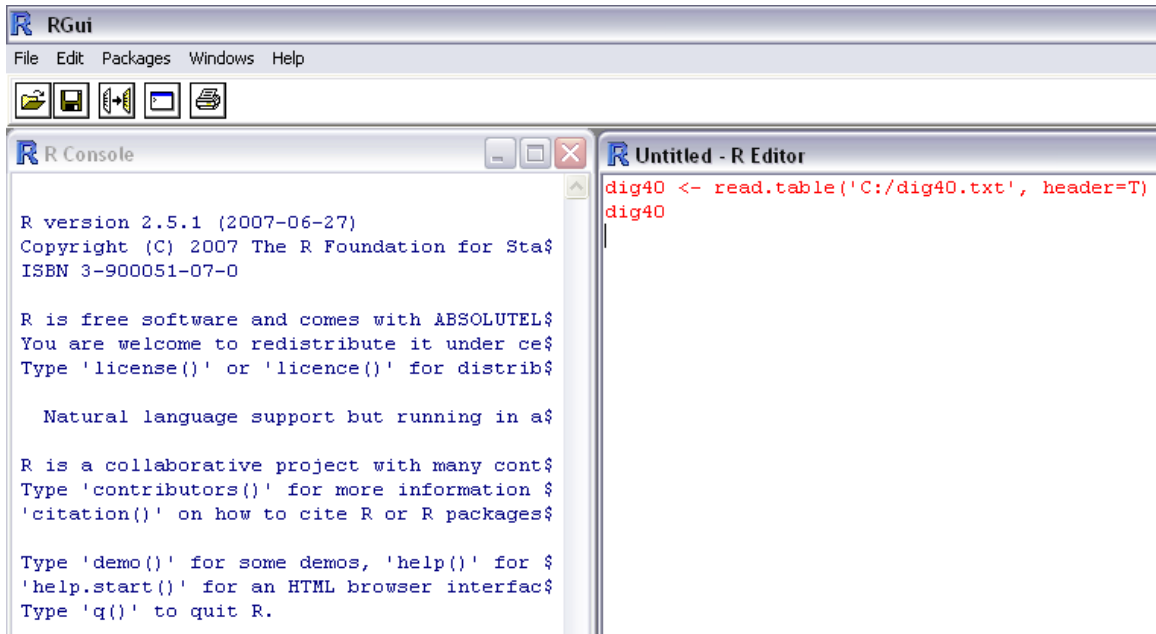 RGui
File Edit Packages Windows Help
R Console
R version 2.5.1 (2007-06-27)
Copyright (C) 2007 The R Foundation for Sta$
ISBN 3-900051-07-0
R is free software and comes with ABSOLUTEL$
You are welcome to redistribute it under ce$
Type 'license()' or 'licence()' for distrib$
Natural language support but running in a$
R is a collaborative project with many cont$
Type 'contributors()' for more information $
'citation()' on how to cite R or R packages$
Type 'demo()' for some demos, 'help()' for $
'help.start()' for an HTML browser interfac$
Type 'q()' to quit R.
Untitled - R Editor
dig40 <- read.table('C:/dig40.txt', header=T)
dig40